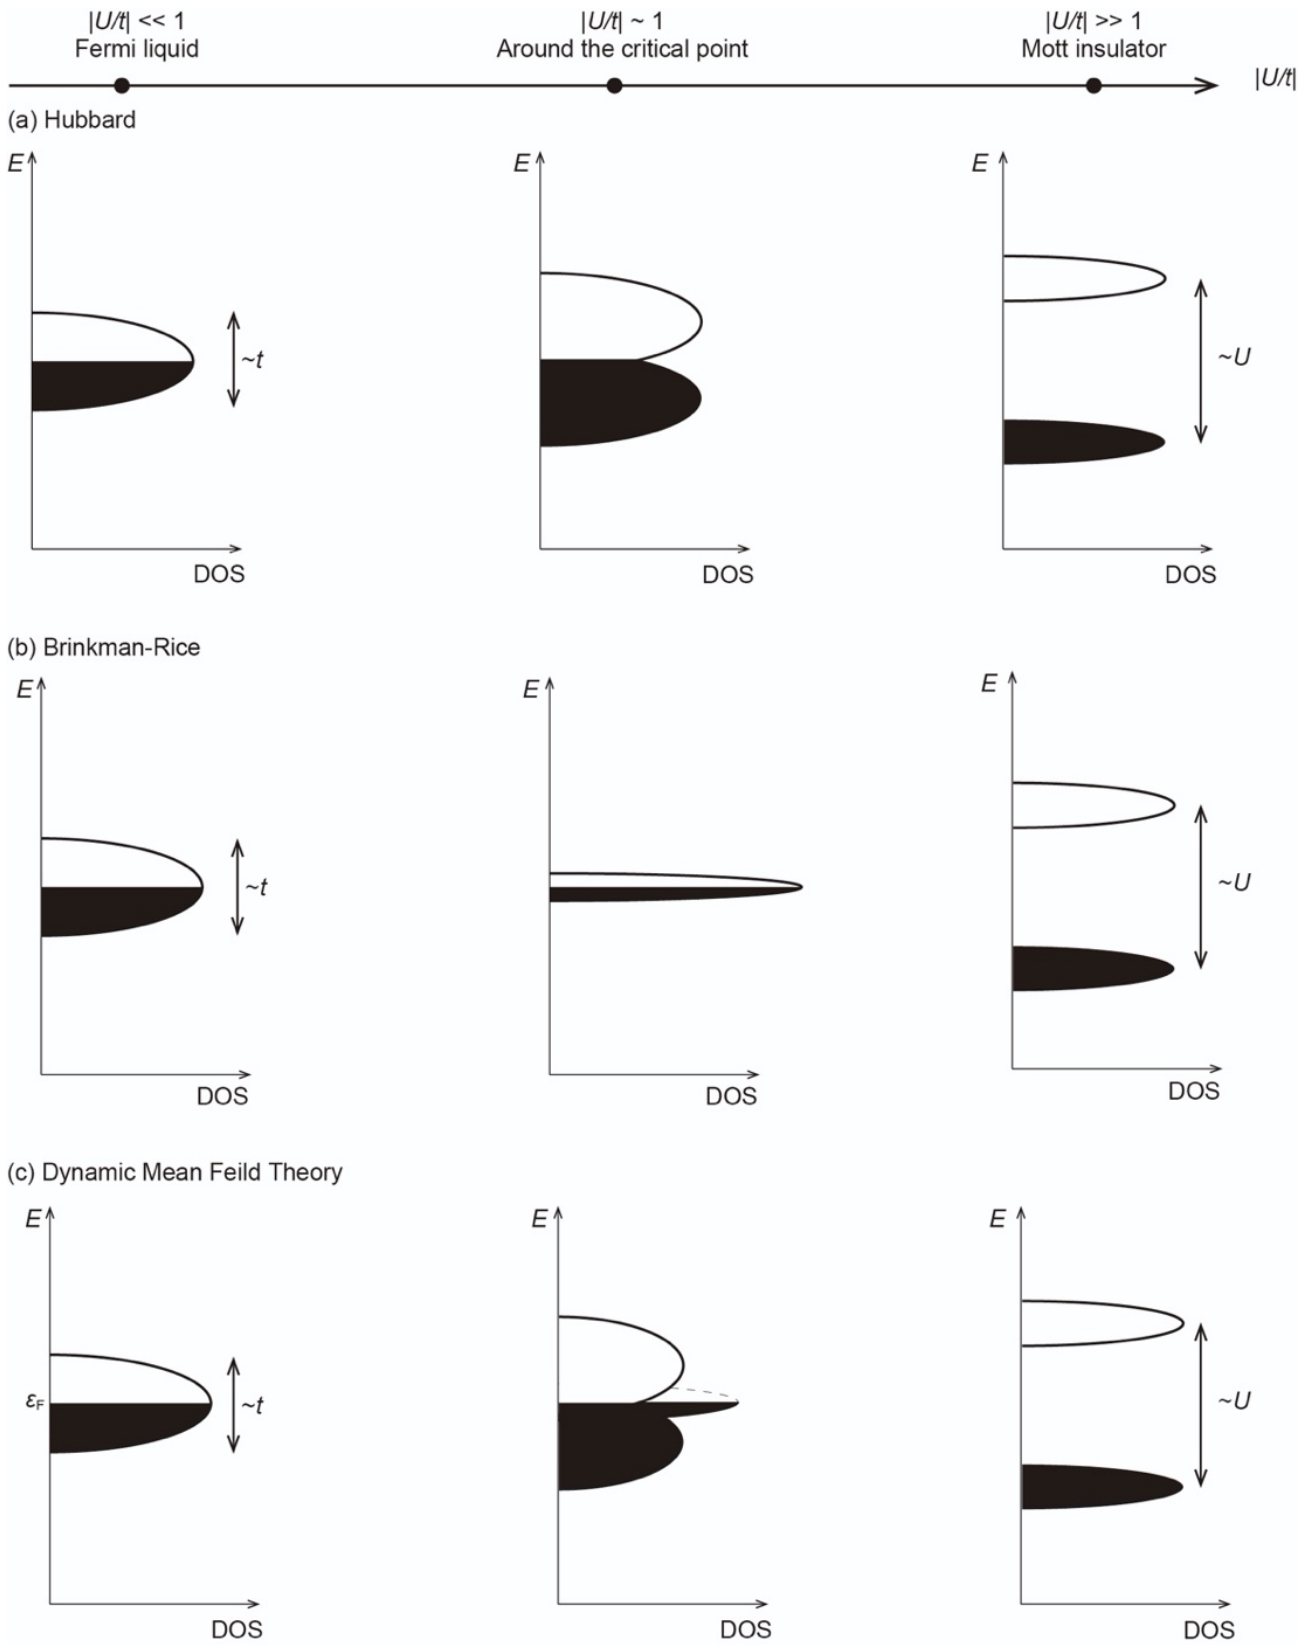 |U/t| << 1
Fermi liquid
|U/t| ~ 1
Around the critical point
|U/t| >> 1
Mott insulator
|U/t|
(a) Hubbard
E
~t
DOS
E
DOS
E
~U
DOS
(b) Brinkman-Rice
E
~t
DOS
E
DOS
E
~U
DOS
(c) Dynamic Mean Feild Theory
E
εF
~t
DOS
E
DOS
E
~U
DOS